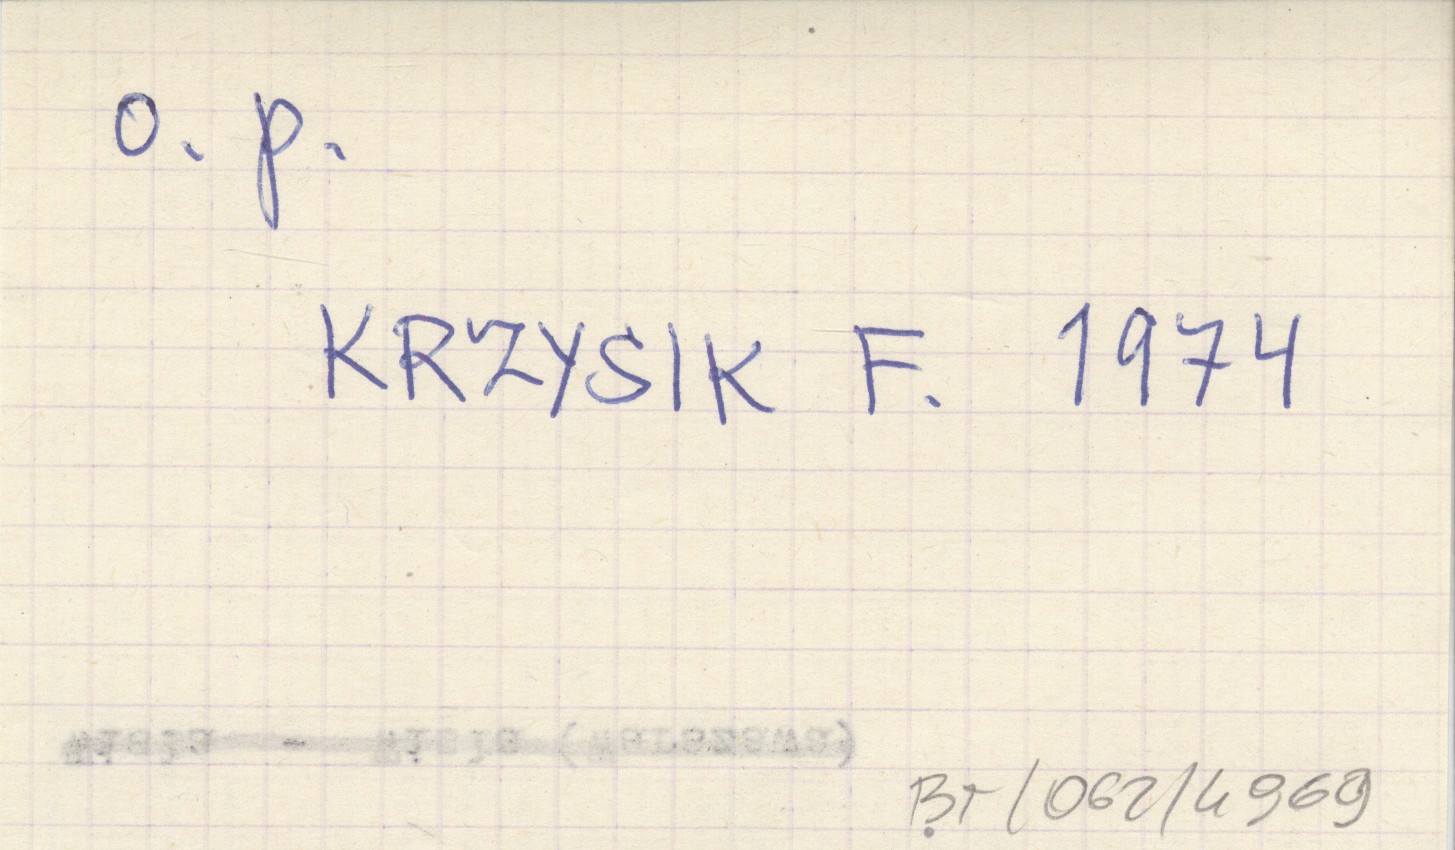 o. p.
KRZYSIK F. 1974
BT/062/4969